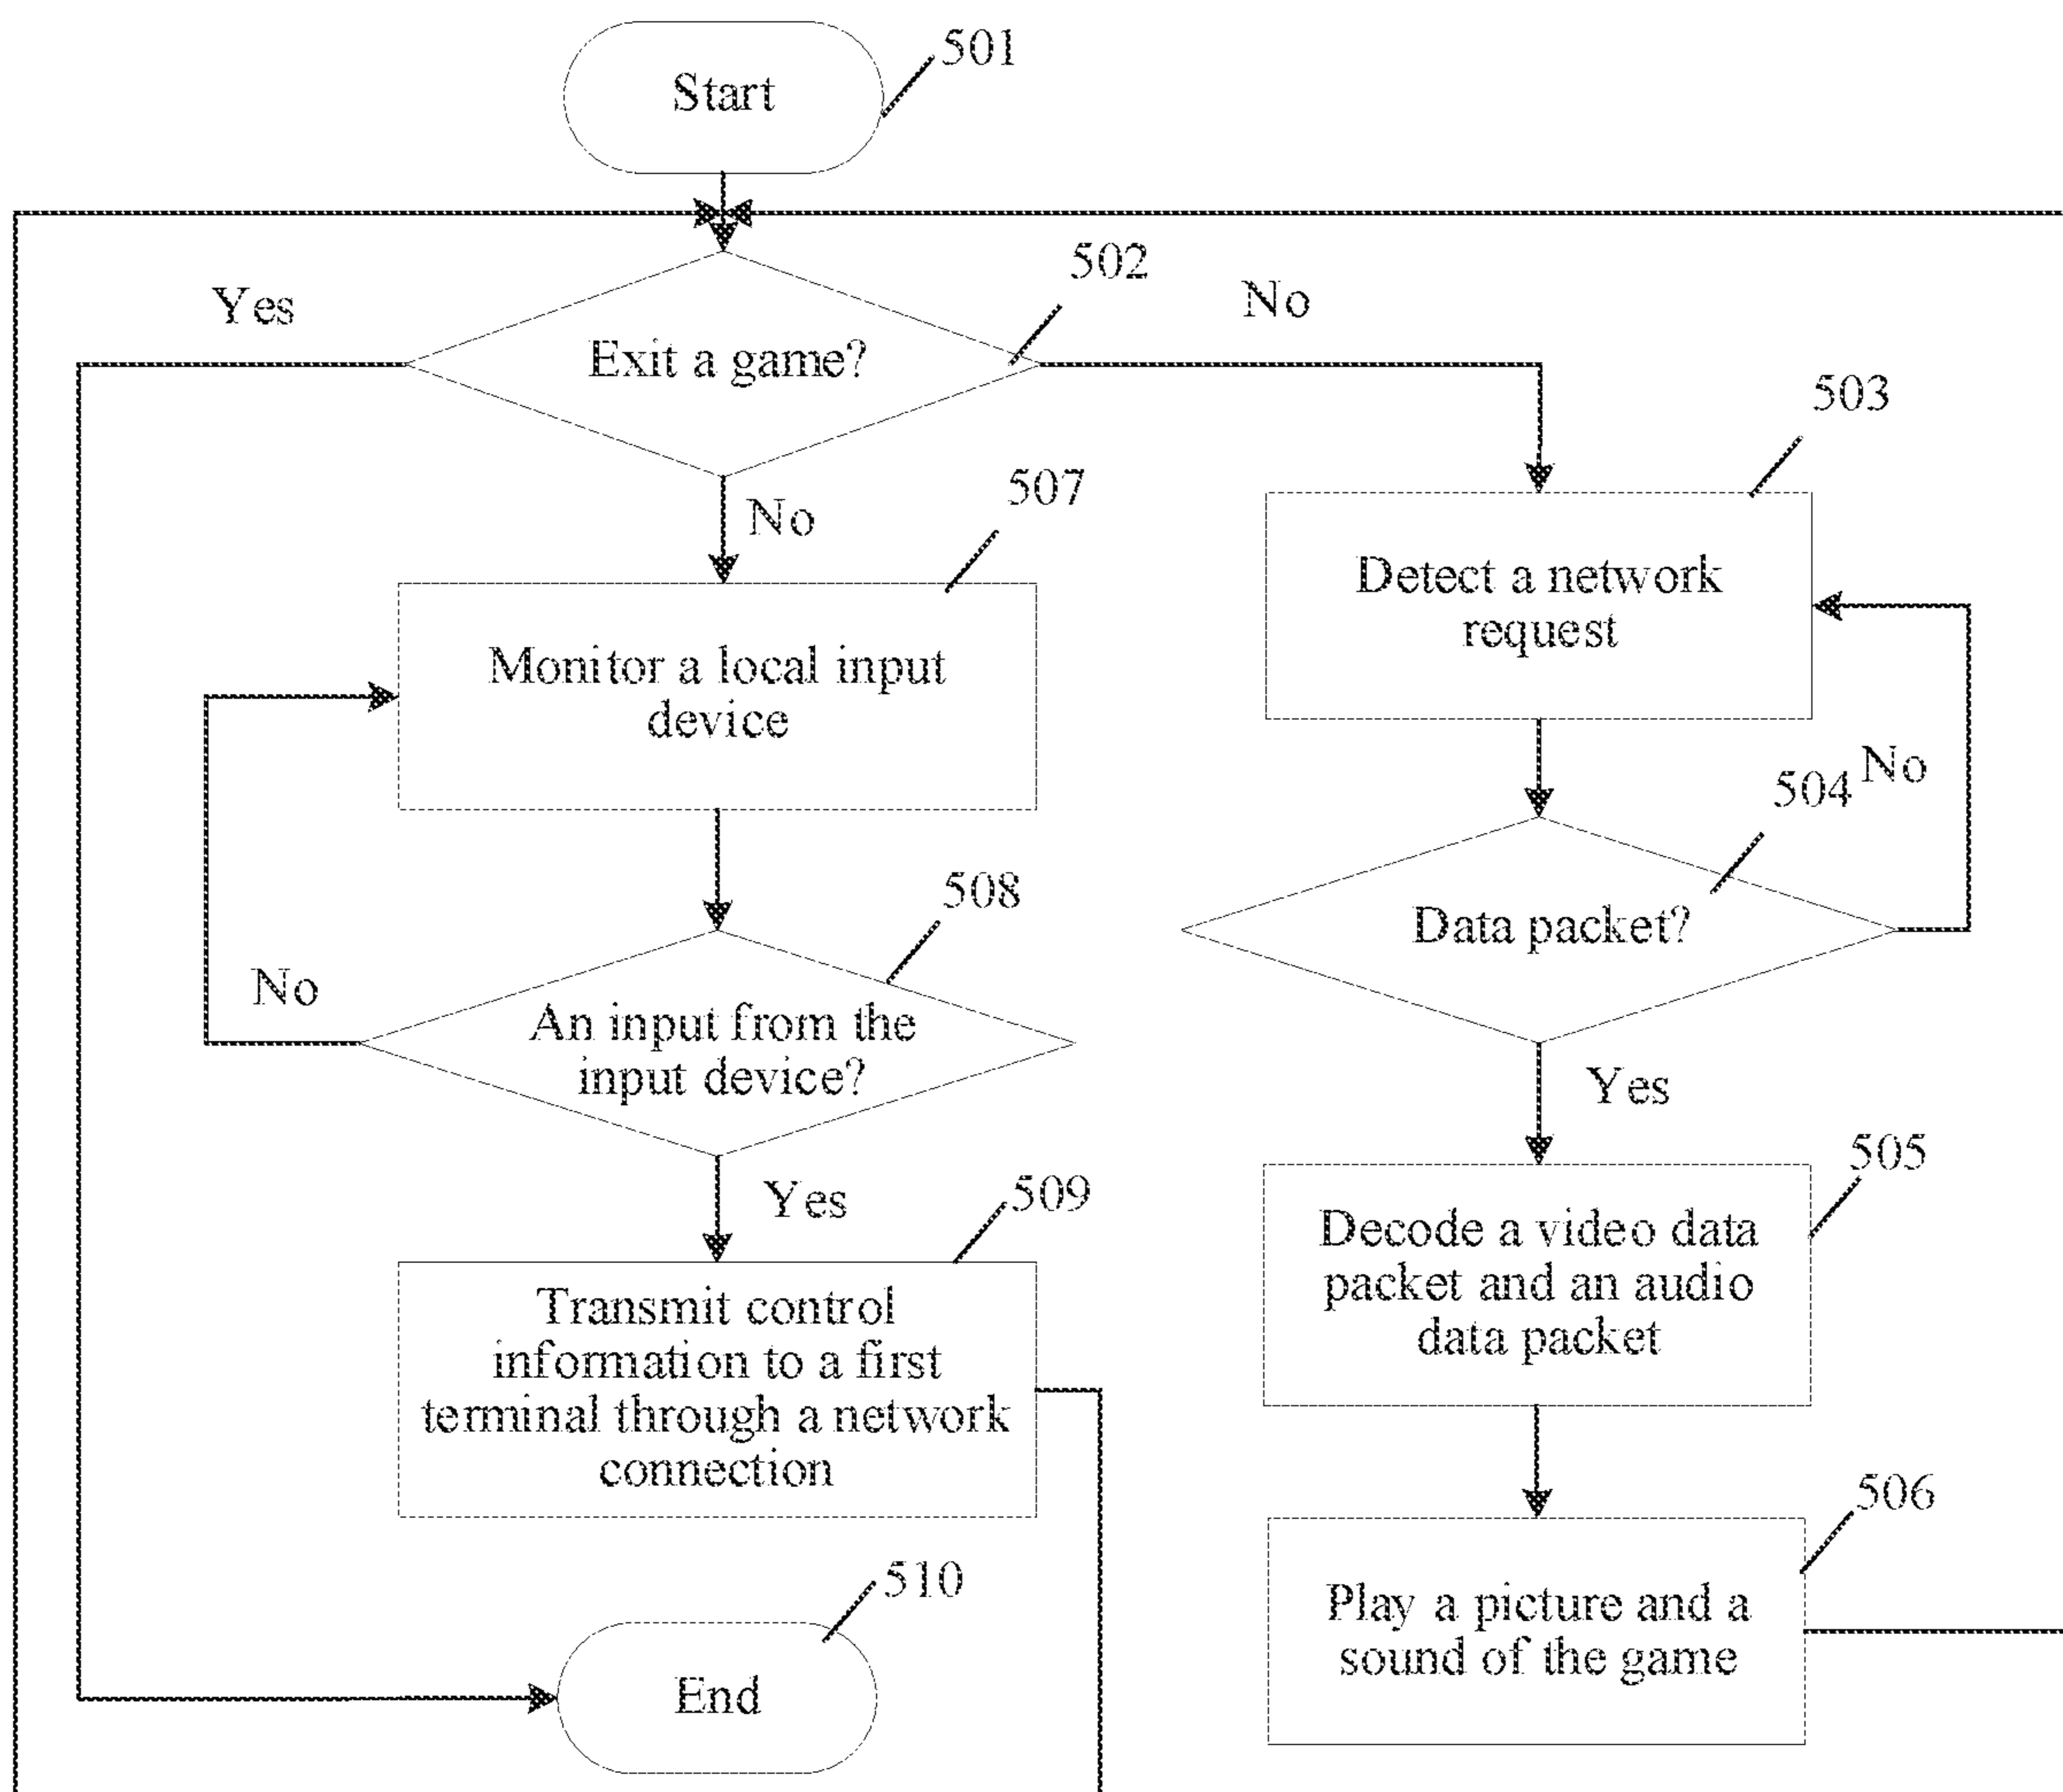 Start
501
502
Exit a game?
Yes
No
No
503
Detect a network
request
507
Monitor a local input
device
504
No
Data packet?
508
An input from the
input device?
No
Yes
Yes
505
Decode a video data
packet and an audio
data packet
509
Transmit control
information to a first
terminal through a network
connection
506
Play a picture and a
sound of the game
510
End